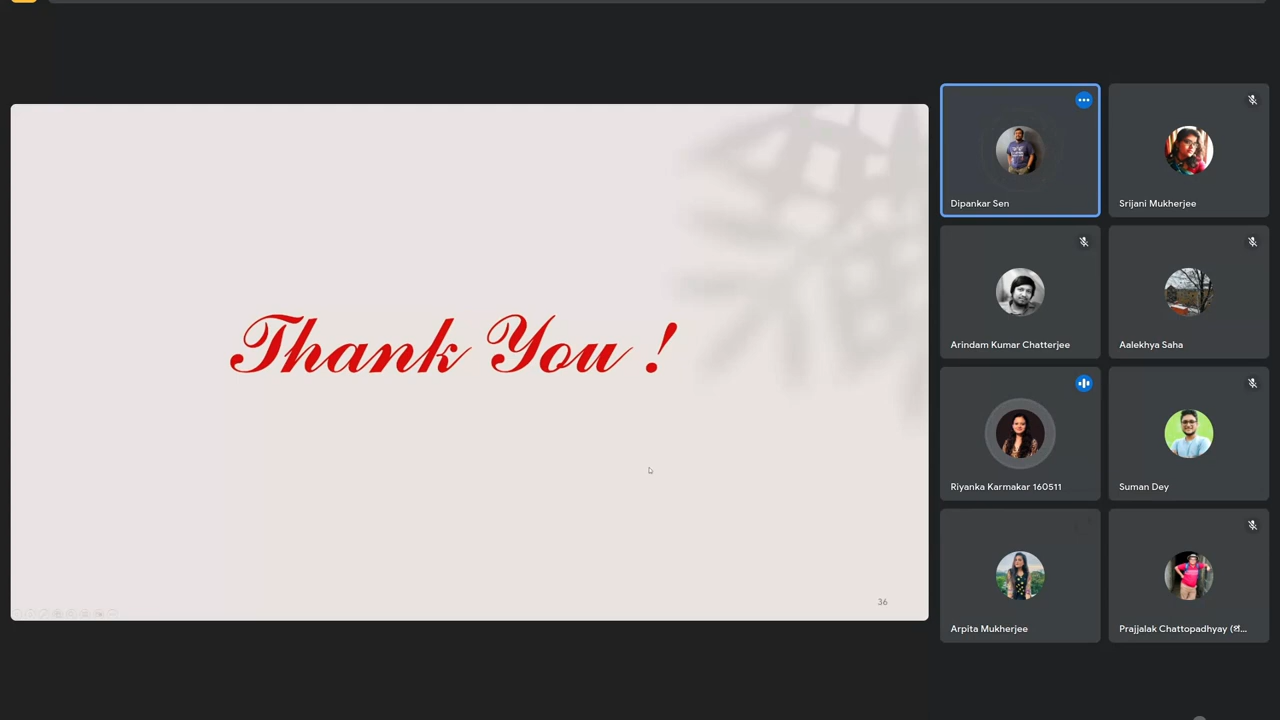 Thank You !
36
Dipankar Sen
Srijani Mukherjee
Arindam Kumar Chatterjee
Aalekhya Saha
Riyanka Karmakar 160511
Suman Dey
Arpita Mukherjee
Prajjalak Chattopadhyay